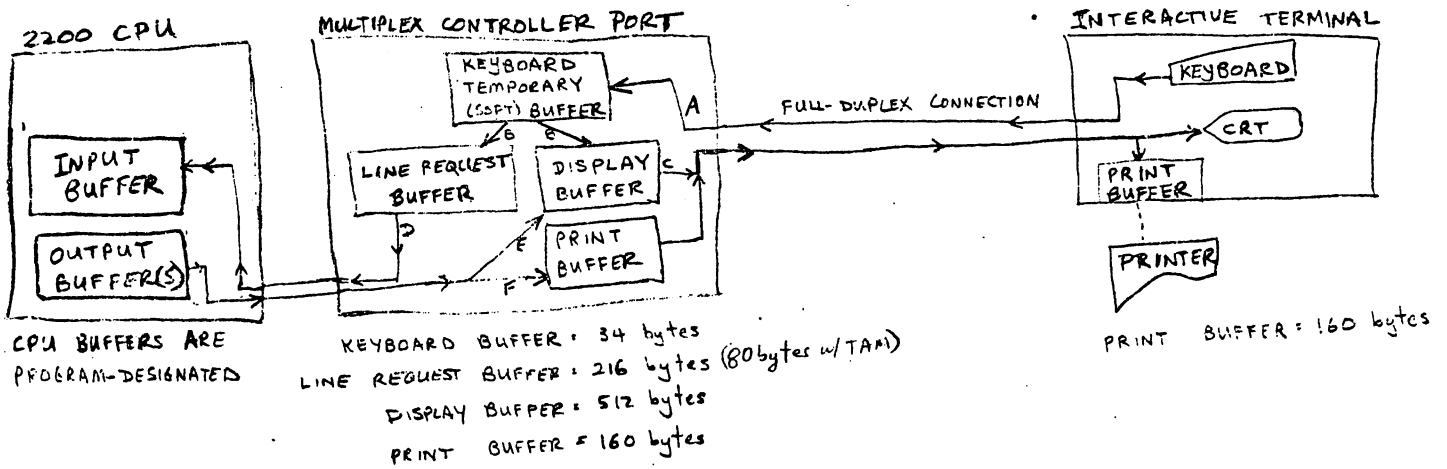 2200 CPU
MULTIPLEX CONTROLLER PORT
INTERACTIVE TERMINAL
KEYBOARD
TEMPORARY
(SOFT) BUFFER
A
FULL-DUPLEX CONNECTION
KEYBOARD
CRT
B
B
INPUT
BUFFER
LINE REQUEST
BUFFER
DISPLAY
BUFFER
C
PRINT
BUFFER
D
E
OUTPUT
BUFFER(S)
PRINT
BUFFER
F
PRINTER
CPU BUFFERS ARE
PROGRAM-DESIGNATED
KEYBOARD BUFFER = 34 bytes
LINE REQUEST BUFFER = 216 bytes (80 bytes w/ TAM)
DISPLAY BUFFER = 512 bytes
PRINT BUFFER = 160 bytes
PRINT BUFFER = 160 bytes